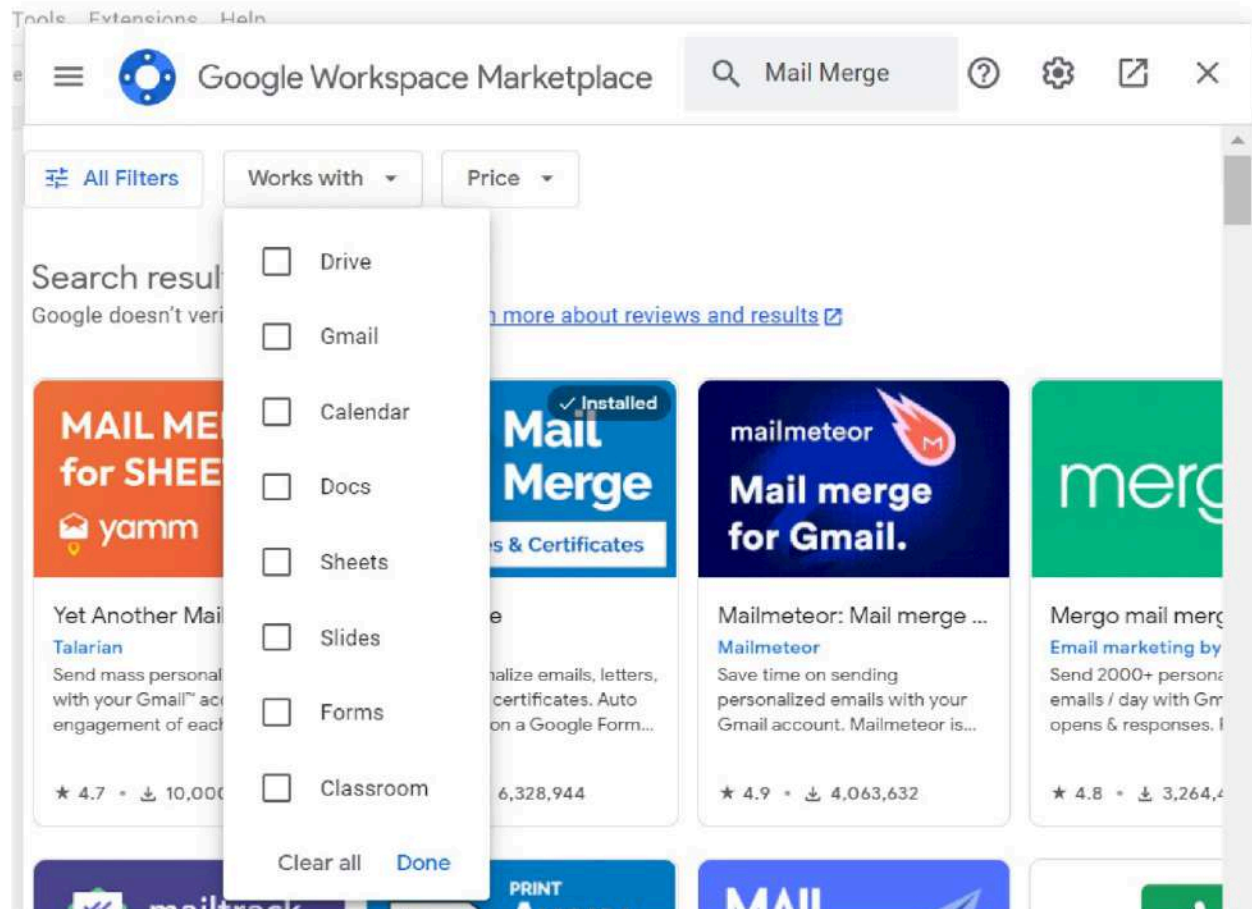 Tools Extensions Help
Google Workspace Marketplace
Mail Merge
All Filters
Works with
Price
Drive
Gmail
Calendar
Docs
Sheets
Slides
Forms
Classroom
Clear all Done
Search resul
Google doesn't veri
more about reviews and results
MAIL ME
for SHEE
yamm
Yet Another Mai
Talarian
Send mass personal
with your Gmail™ acc
engagement of each
★ 4.7 • 10,000
Installed
Mail
Merge
s & Certificates
e
nalize emails, letters,
certificates. Auto
on a Google Form...
6,328,944
mailmeteor
M
Mail merge
for Gmail.
Mailmeteor: Mail merge ...
Mailmeteor
Save time on sending
personalized emails with your
Gmail account. Mailmeteor is...
★ 4.9 • 4,063,632
merg
Mergo mail merg
Email marketing by
Send 2000+ persona
emails / day with Gm
opens & responses.
★ 4.8 • 3,264,4
mailtrack
PRINT
MAIL